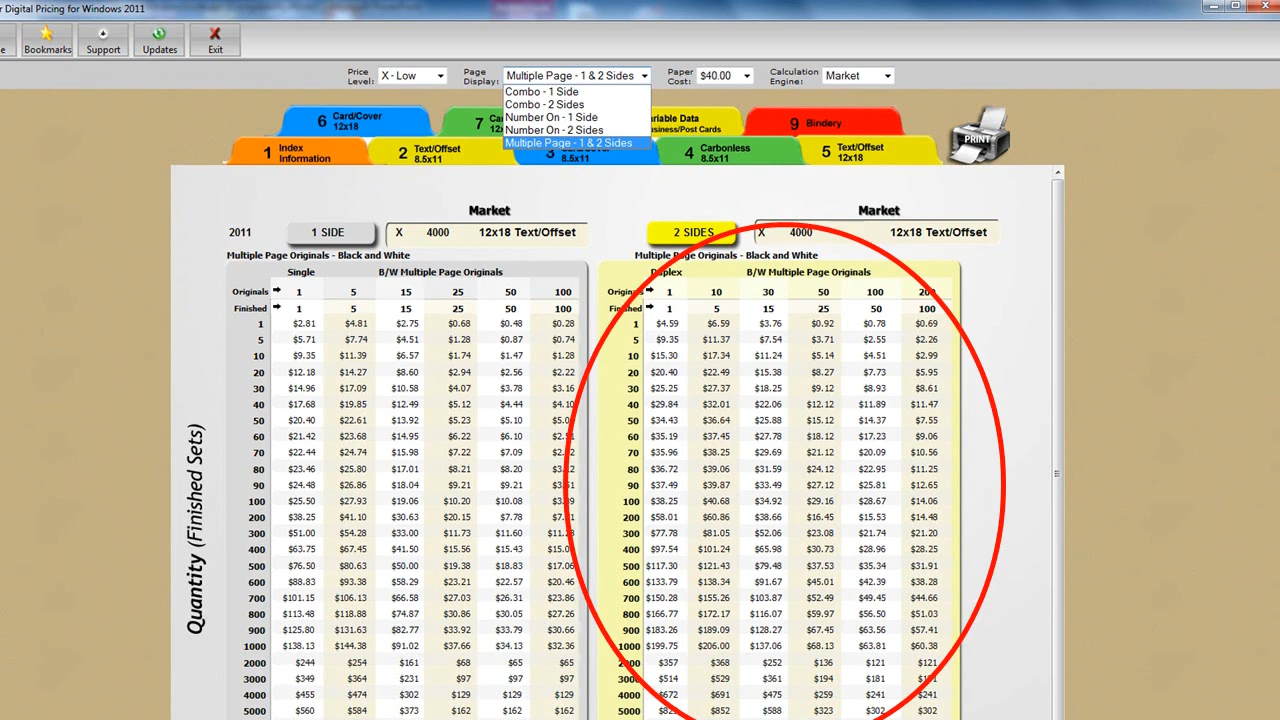 r Digital Pricing for Windows 2011
e Bookmarks Support Updates Exit
Price Level: X - Low Page Display: Multiple Page - 1 & 2 Sides Paper Cost: $40.00 Calculation Engine: Market
Combo - 1 Side
Combo - 2 Sides
Number On - 1 Side
Number On - 2 Sides
Multiple Page - 1 & 2 Sides
6 Card/Cover 12x18
7
9 Bindery
1 Index Information
2 Text/Offset 8.5x11
8.5x11
4 Carbonless 8.5x11
5 Text/Offset 12x18
PRINT
Market Market
2011 1 SIDE X 4000 12x18 Text/Offset 2 SIDES X 4000 12x18 Text/Offset
Multiple Page Originals - Black and White Multiple Page Originals - Black and White
Single B/W Multiple Page Originals Duplex B/W Multiple Page Originals
Originals 1 5 15 25 50 100 Originals 1 10 30 50 100 200
Finished 1 5 15 25 50 100 Finished 1 5 15 25 50 100
1 $2.81 $4.81 $2.75 $0.68 $0.48 $0.28 1 $4.59 $6.59 $3.76 $0.92 $0.78 $0.69
5 $5.71 $7.74 $4.51 $1.28 $0.87 $0.74 5 $9.35 $11.37 $7.54 $3.71 $2.55 $2.26
10 $9.35 $11.39 $6.57 $1.74 $1.47 $1.28 10 $15.30 $17.34 $11.24 $5.14 $4.51 $2.99
20 $12.18 $14.27 $8.60 $2.94 $2.56 $2.22 20 $20.40 $22.49 $15.38 $8.27 $7.73 $5.95
30 $14.96 $17.09 $10.58 $4.07 $3.78 $3.16 30 $25.25 $27.37 $18.25 $9.12 $8.93 $8.61
40 $17.68 $19.85 $12.49 $5.12 $4.44 $4.10 40 $29.84 $32.01 $22.06 $12.12 $11.89 $11.47
50 $20.40 $22.61 $13.92 $5.23 $5.10 50 $34.43 $36.64 $25.88 $15.12 $14.37 $7.55
60 $21.42 $23.68 $14.95 $6.22 $6.10 60 $35.19 $37.45 $27.78 $18.12 $17.23 $9.06
70 $22.44 $24.74 $15.98 $7.22 $7.09 70 $35.96 $38.25 $29.69 $21.12 $20.09 $10.56
80 $23.46 $25.80 $17.01 $8.21 $8.20 80 $36.72 $39.06 $31.59 $24.12 $22.95 $11.25
90 $24.48 $26.86 $18.04 $9.21 $9.21 90 $37.49 $39.87 $33.49 $27.12 $25.81 $12.65
100 $25.50 $27.93 $19.06 $10.20 $10.08 100 $38.25 $40.68 $34.92 $29.16 $28.67 $14.06
200 $38.25 $41.10 $30.63 $20.15 $7.78 200 $58.01 $60.86 $38.66 $16.45 $15.53 $14.48
300 $51.00 $54.28 $33.00 $11.73 $11.60 300 $77.78 $81.05 $52.06 $23.08 $21.74 $21.20
400 $63.75 $67.45 $41.50 $15.56 $15.43 400 $97.54 $101.24 $65.98 $30.73 $28.96 $28.25
500 $76.50 $80.63 $50.00 $19.38 $18.83 $17.06 500 $117.30 $121.43 $79.48 $37.53 $35.34 $31.91
600 $88.83 $93.38 $58.29 $23.21 $22.57 $20.46 600 $133.79 $138.34 $91.67 $45.01 $42.39 $38.28
700 $101.15 $106.13 $66.58 $27.03 $26.31 $23.86 700 $150.28 $155.26 $103.87 $52.49 $49.45 $44.66
800 $113.48 $118.88 $74.87 $30.86 $30.05 $27.26 800 $166.77 $172.17 $116.07 $59.97 $56.50 $51.03
900 $125.80 $131.63 $82.77 $33.92 $33.79 $30.66 900 $183.26 $189.09 $128.27 $67.45 $63.56 $57.41
1000 $138.13 $144.38 $91.02 $37.66 $34.13 $32.36 1000 $199.75 $206.00 $137.06 $68.13 $63.81 $60.38
2000 $244 $254 $161 $68 $65 $65 2000 $357 $368 $252 $136 $121 $121
3000 $349 $364 $231 $97 $97 $97 3000 $514 $529 $361 $194 $181
4000 $455 $474 $302 $129 $129 $129 4000 $672 $691 $475 $259 $241 $241
5000 $560 $584 $373 $162 $162 $162 5000 $852 $588 $323 $302 $302
Quantity (Finished Sets)